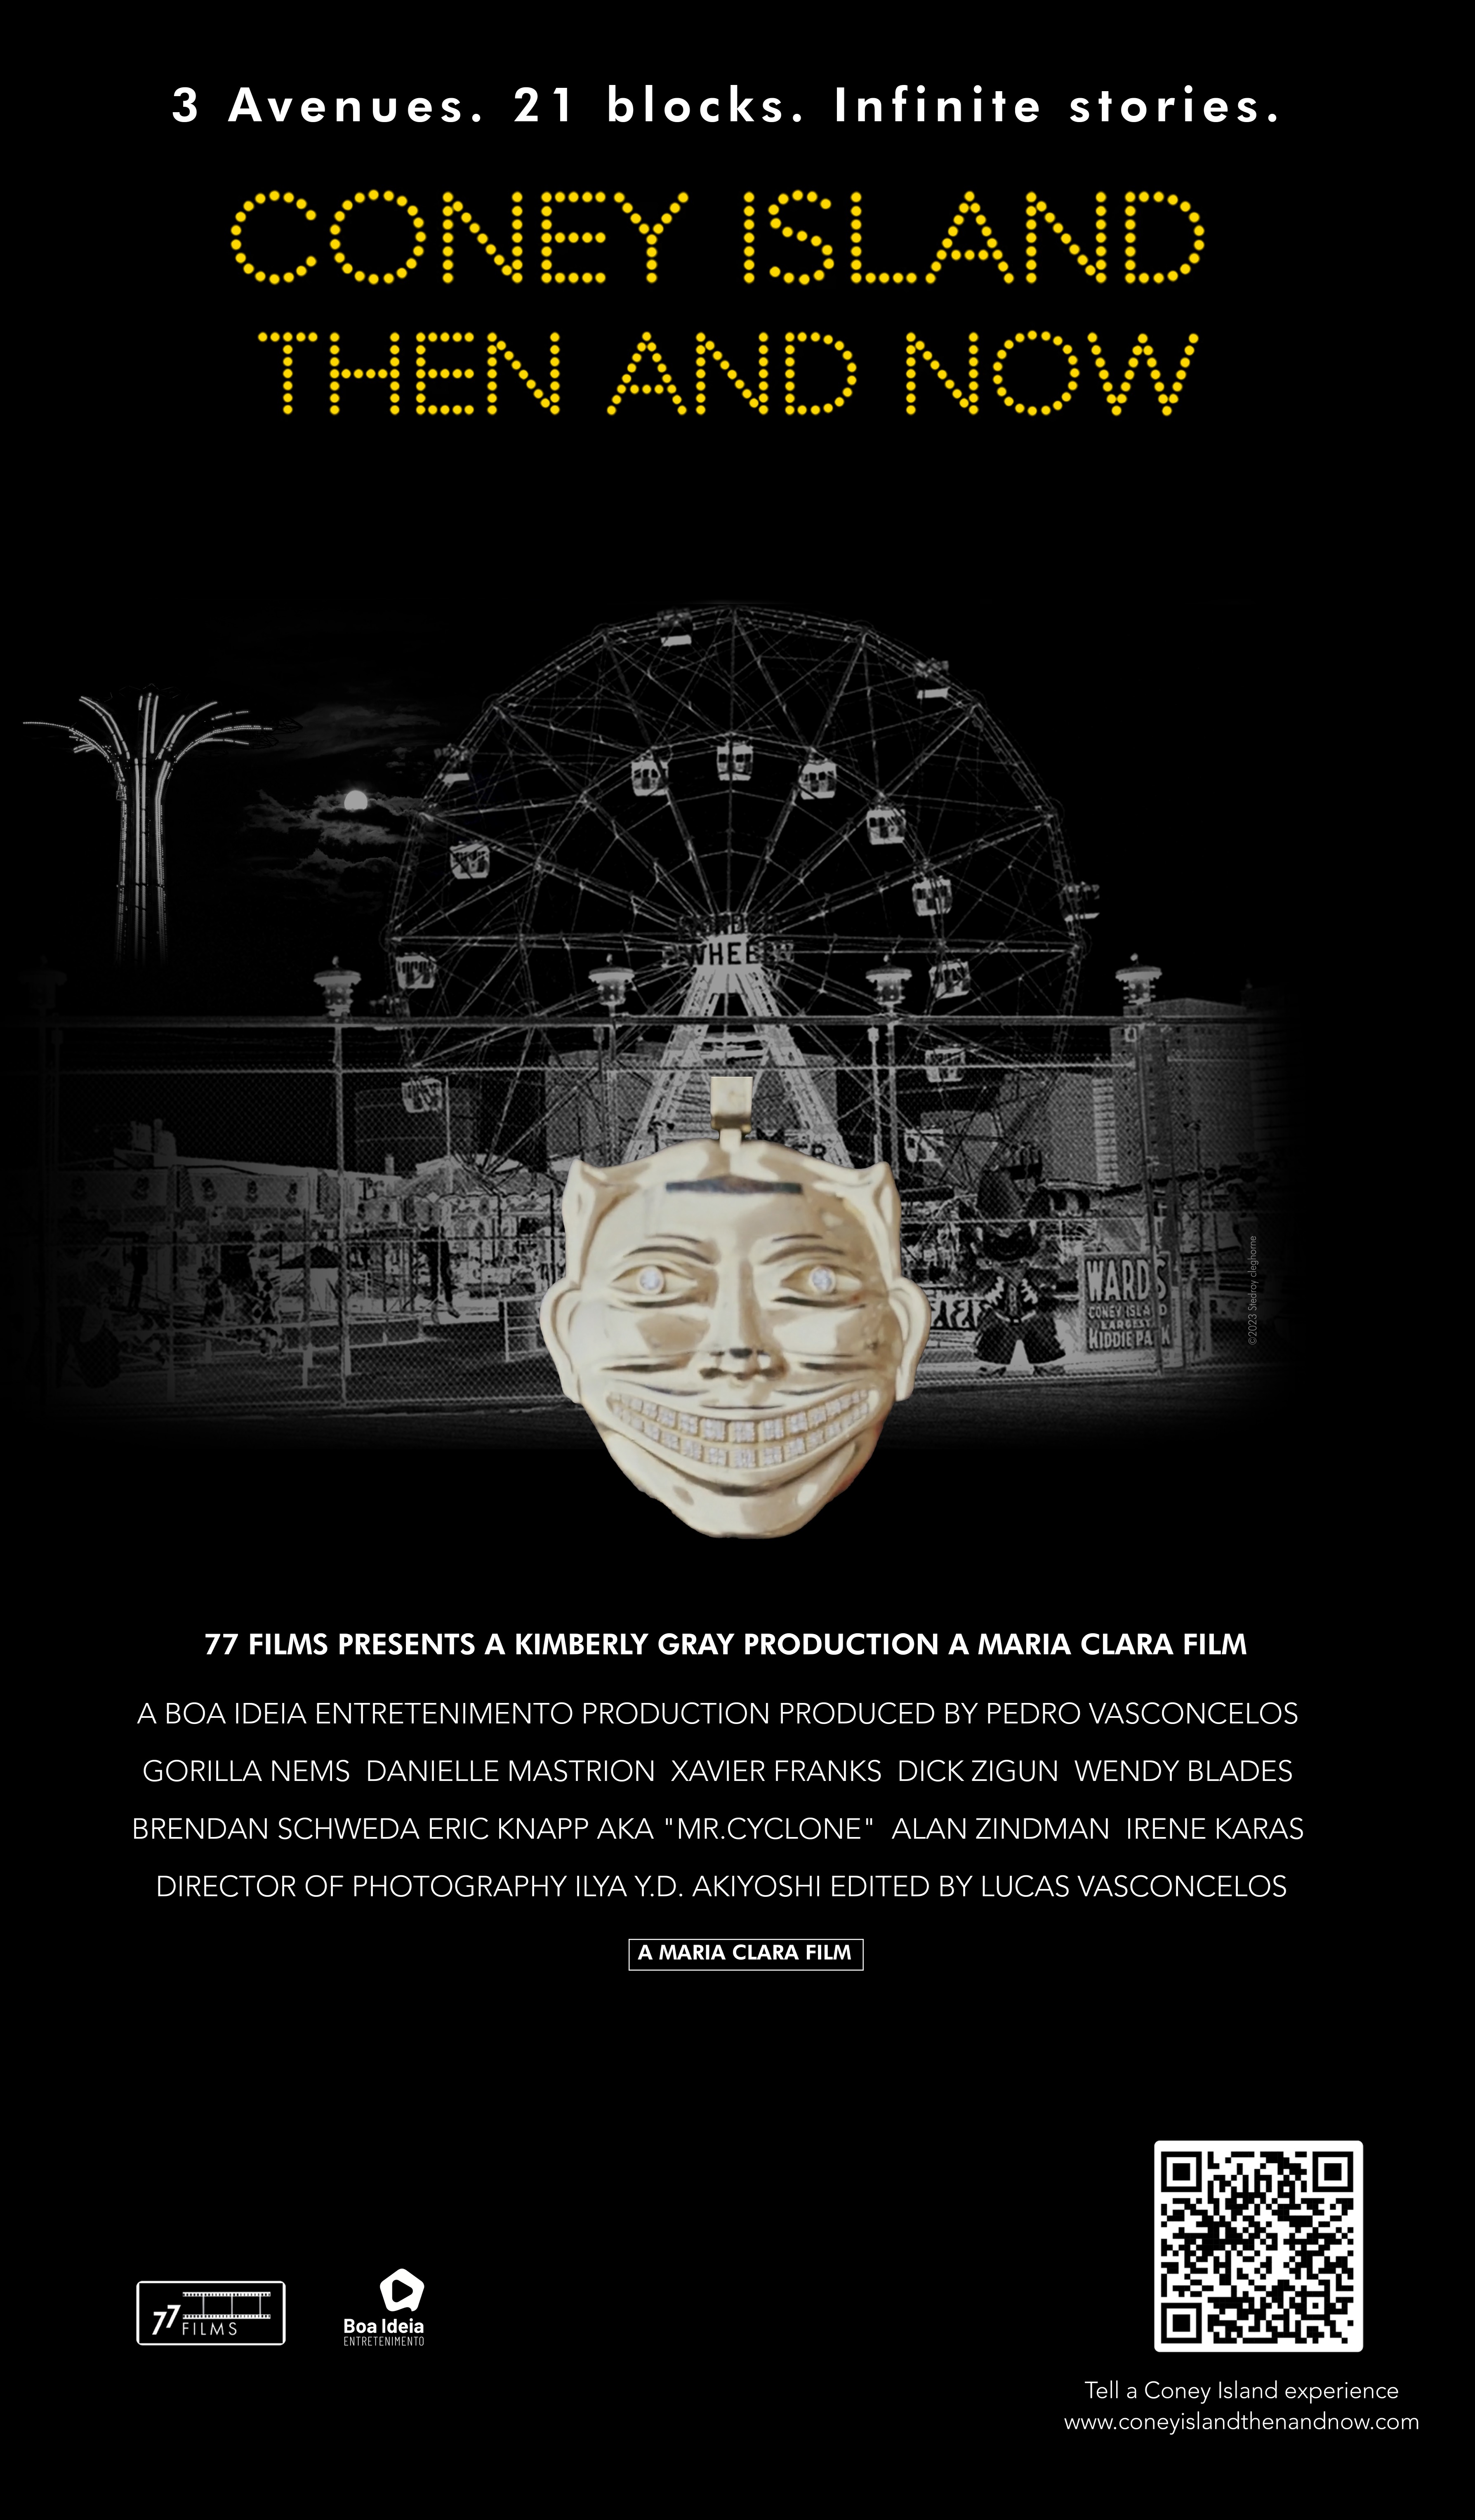 3 Avenues. 21 blocks. Infinite stories.
CONEY ISLAND
THEN AND NOW
WONDER
WHEEL
WARD'S
CONEY ISLAND
LARGEST
KIDDIE PARK
©2023 Stedroy cleghorne
77 FILMS PRESENTS A KIMBERLY GRAY PRODUCTION A MARIA CLARA FILM
A BOA IDEIA ENTRETENIMENTO PRODUCTION PRODUCED BY PEDRO VASCONCELOS
GORILLA NEMS DANIELLE MASTRION XAVIER FRANKS DICK ZIGUN WENDY BLADES
BRENDAN SCHWEDA ERIC KNAPP AKA "MR.CYCLONE" ALAN ZINDMAN IRENE KARAS
DIRECTOR OF PHOTOGRAPHY ILYA Y.D. AKIYOSHI EDITED BY LUCAS VASCONCELOS
A MARIA CLARA FILM
77 FILMS
Boa Ideia
ENTRETENIMENTO
Tell a Coney Island experience
www.coneyislandthenandnow.com